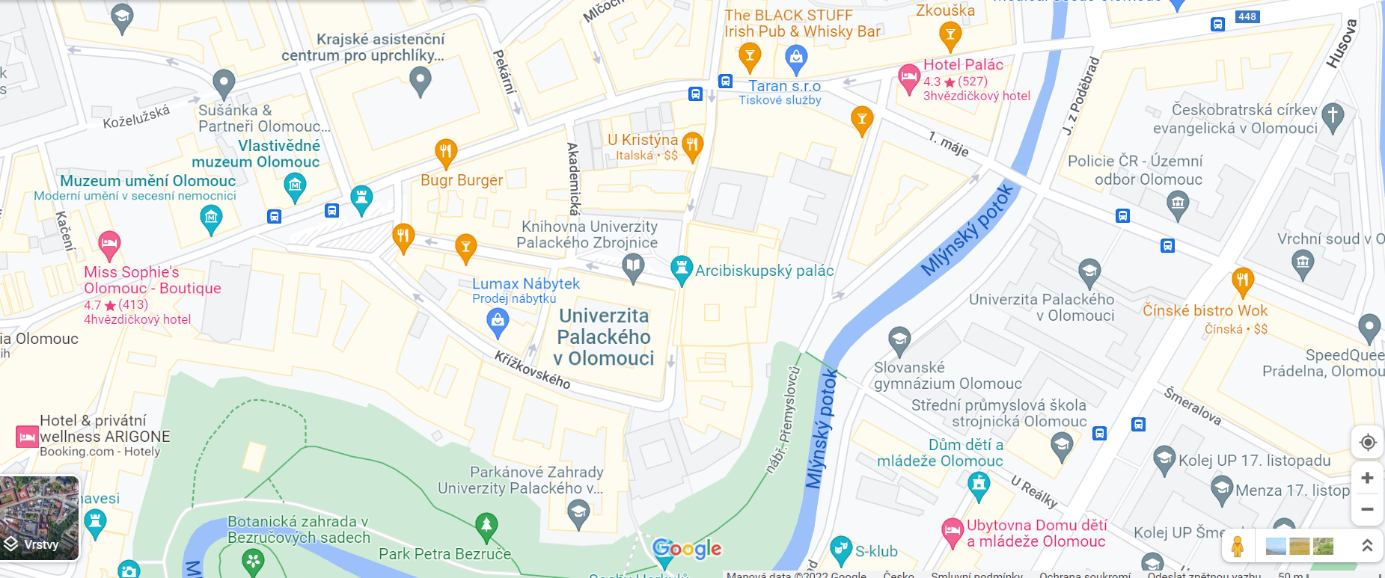 The BLACK STUFF
Irish Pub & Whisky Bar
Zkouška
448
Husova
Mlčoch
Krajské asistenční
centrum pro uprchlíky...
Pekární
Taran s.r.o
Tiskové služby
Hotel Palác
4.3 ★ (527)
3hvězdičkový hotel
J. z Poděbrad
Českobratrská církev
evangelická v Olomouci
Koželužská
Sušánka &
Partneři Olomouc...
Vlastivědné
muzeum Olomouc
U Kristýna
Italská • $$
1. máje
Policie ČR - Územní
odbor Olomouc
Muzeum umění Olomouc
Moderní umění v secesní nemocnici
Bugr Burger
Akademická
Kačení
Knihovna Univerzity
Palackého Zbrojnice
Mlýnský potok
Vrchní soud v O
Miss Sophie's
Olomouc - Boutique
4.7 ★ (413)
4hvězdičkový hotel
Lumax Nábytek
Prodej nábytku
Arcibiskupský palác
Univerzita Palackého
v Olomouci
Čínské bistro Wok
Čínská • $$
Univerzita
Palackého
v Olomouci
ia Olomouc
Křížkovského
SpeedQuee
Prádelna, Olomou
Slovanské
gymnázium Olomouc
nábř. Přemyslovců
Mlýnský potok
Šmeralova
Střední průmyslová škola
strojnická Olomouc
Hotel & privátní
wellness ARIGONE
Booking.com - Hotely
Dům dětí a
mládeže Olomouc
Kolej UP 17. listopadu
Parkánové Zahrady
Univerzity Palackého v...
U Reálky
Menza 17. listop
navesi
Botanická zahrada v
Bezručových sadech
Park Petra Bezruče
Ubytovna Domu dětí
a mládeže Olomouc
Kolej UP Šme
Vrstvy
Google
S-klub
Mapová data ©2022 Google
Česko
Smluvní podmínky
Ochrana soukromí
Odeslat zpětnou vazbu
50 m